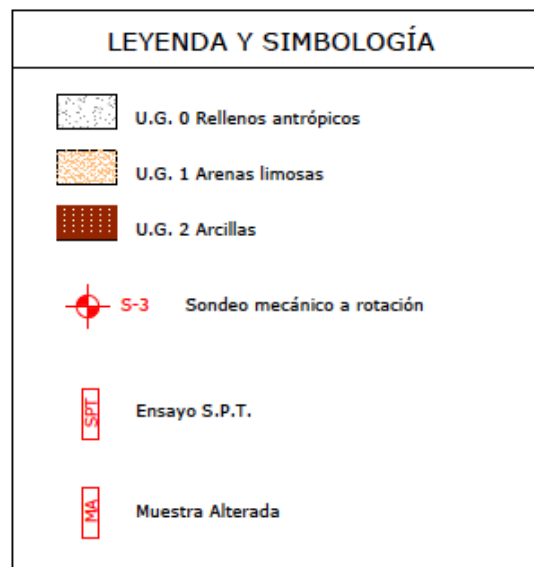 LEYENDA Y SIMBOLOGÍA
U.G. 0 Rellenos antrópicos
U.G. 1 Arenas limosas
U.G. 2 Arcillas
S-3 Sondeo mecánico a rotación
SPT Ensayo S.P.T.
MA Muestra Alterada